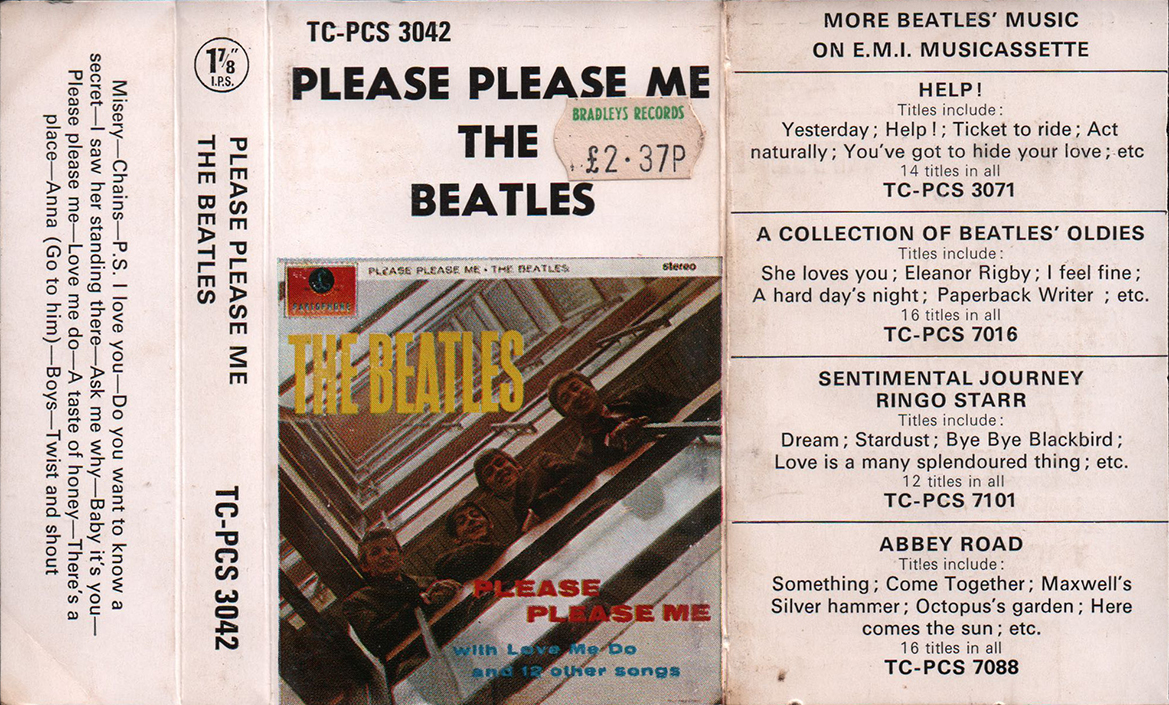 Misery—Chains—P.S. I love you—Do you want to know a
secret—I saw her standing there—Ask me why—Baby it's you—
Please please me—Love me do—A taste of honey—There's a
place—Anna (Go to him)—Boys—Twist and shout
1⅞"
I.P.S.
PLEASE PLEASE ME
THE BEATLES
TC-PCS 3042
TC-PCS 3042
PLEASE PLEASE ME
THE
BEATLES
BRADLEYS RECORDS
£2·37P
PARLOPHONE
PLEASE PLEASE ME • THE BEATLES
stereo
THE BEATLES
PLEASE
PLEASE ME
with Love Me Do
and 12 other songs
MORE BEATLES' MUSIC
ON E.M.I. MUSICASSETTE
HELP!
Titles include:
Yesterday; Help!; Ticket to ride; Act
naturally; You've got to hide your love; etc
14 titles in all
TC-PCS 3071
A COLLECTION OF BEATLES' OLDIES
Titles include:
She loves you; Eleanor Rigby; I feel fine;
A hard day's night; Paperback Writer ; etc.
16 titles in all
TC-PCS 7016
SENTIMENTAL JOURNEY
RINGO STARR
Titles include:
Dream; Stardust; Bye Bye Blackbird;
Love is a many splendoured thing; etc.
12 titles in all
TC-PCS 7101
ABBEY ROAD
Titles include:
Something; Come Together; Maxwell's
Silver hammer; Octopus's garden; Here
comes the sun; etc.
16 titles in all
TC-PCS 7088